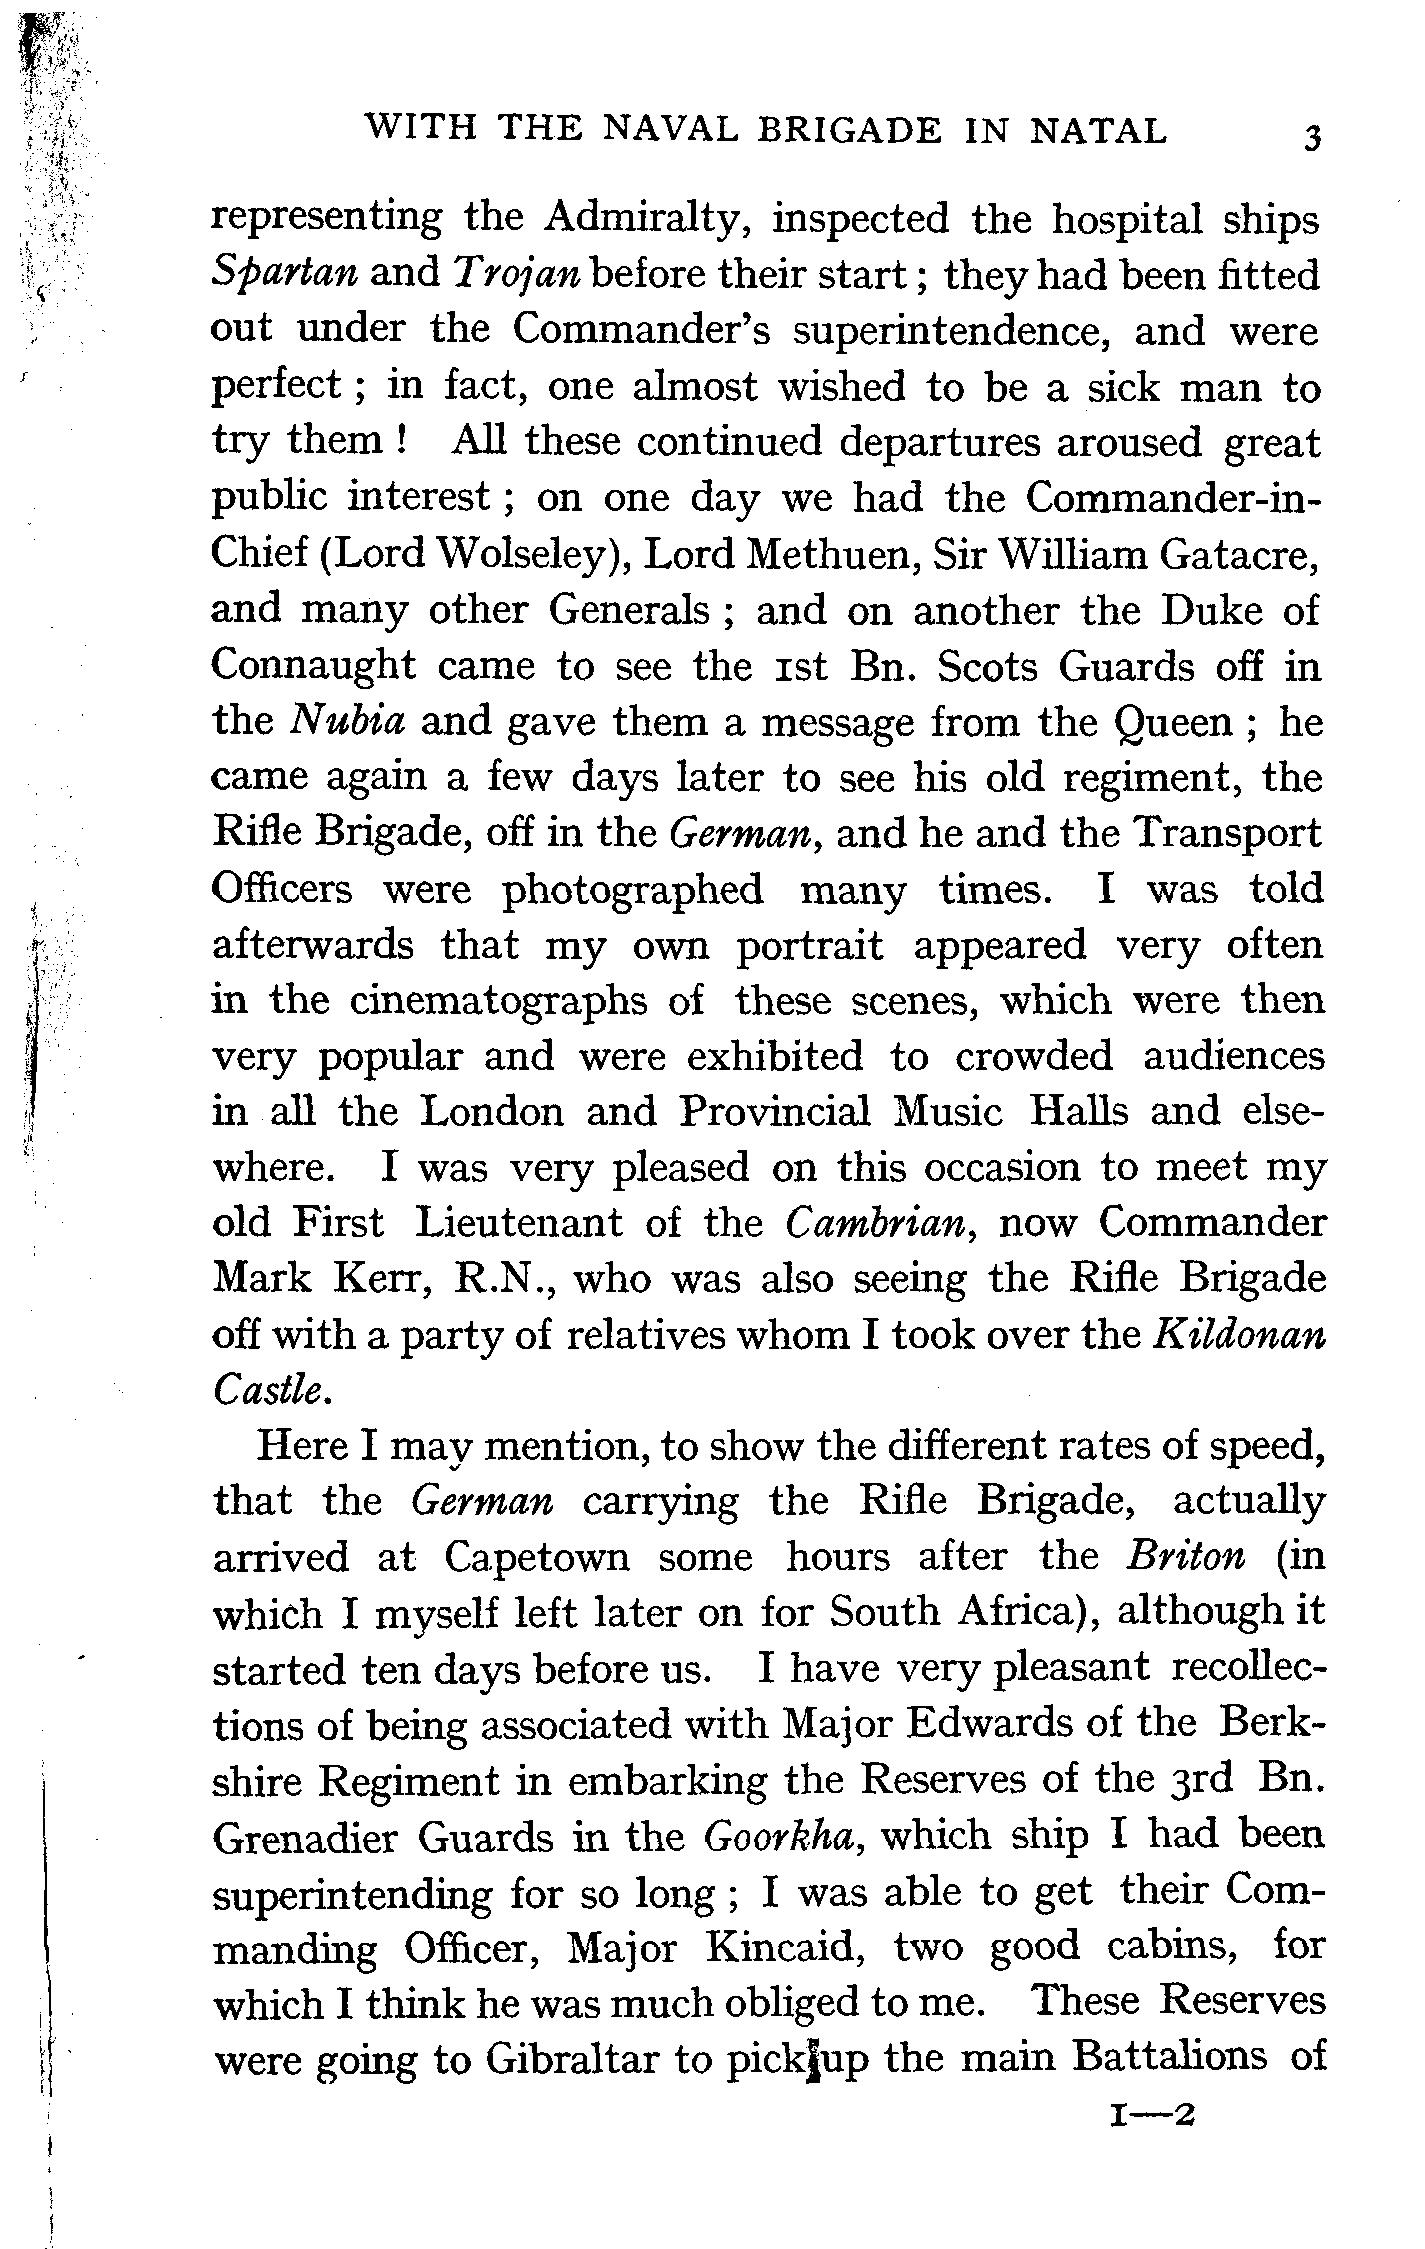 WITH THE NAVAL BRIGADE IN NATAL 3
representing the Admiralty, inspected the hospital ships
Spartan and Trojan before their start ; they had been fitted
out under the Commander's superintendence, and were
perfect ; in fact, one almost wished to be a sick man to
try them ! All these continued departures aroused great
public interest ; on one day we had the Commander-in-
Chief (Lord Wolseley), Lord Methuen, Sir William Gatacre,
and many other Generals ; and on another the Duke of
Connaught came to see the 1st Bn. Scots Guards off in
the Nubia and gave them a message from the Queen ; he
came again a few days later to see his old regiment, the
Rifle Brigade, off in the German, and he and the Transport
Officers were photographed many times. I was told
afterwards that my own portrait appeared very often
in the cinematographs of these scenes, which were then
very popular and were exhibited to crowded audiences
in all the London and Provincial Music Halls and else-
where. I was very pleased on this occasion to meet my
old First Lieutenant of the Cambrian, now Commander
Mark Kerr, R.N., who was also seeing the Rifle Brigade
off with a party of relatives whom I took over the Kildonan
Castle.
Here I may mention, to show the different rates of speed,
that the German carrying the Rifle Brigade, actually
arrived at Capetown some hours after the Briton (in
which I myself left later on for South Africa), although it
started ten days before us. I have very pleasant recollec-
tions of being associated with Major Edwards of the Berk-
shire Regiment in embarking the Reserves of the 3rd Bn.
Grenadier Guards in the Goorkha, which ship I had been
superintending for so long ; I was able to get their Com-
manding Officer, Major Kincaid, two good cabins, for
which I think he was much obliged to me. These Reserves
were going to Gibraltar to pick up the main Battalions of
1—2